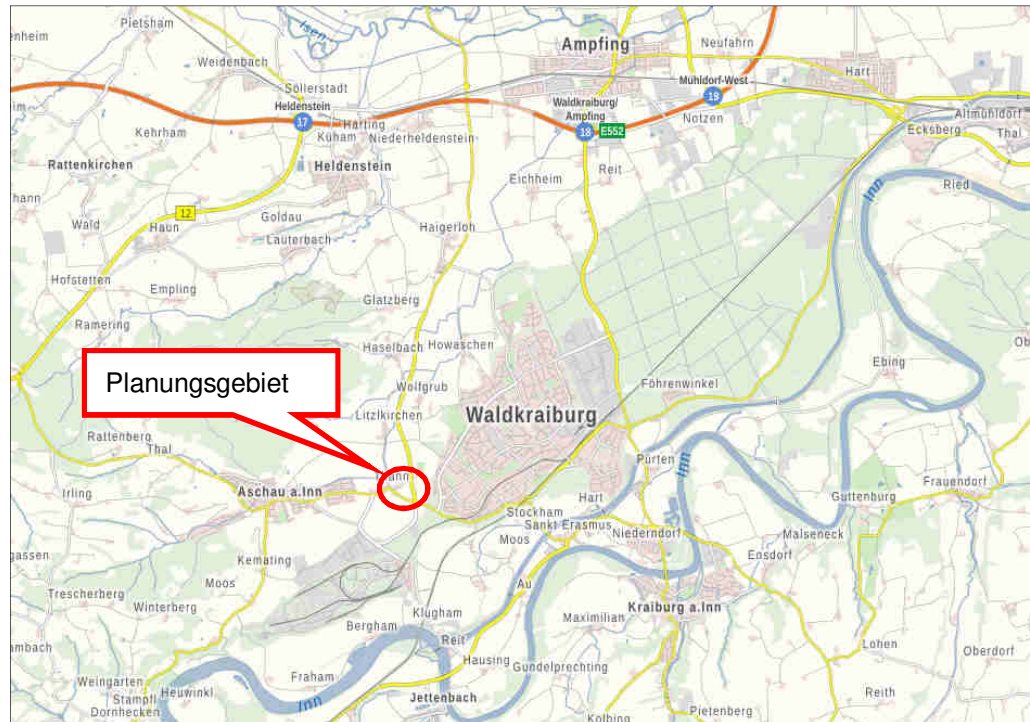 Pietsham
Isen
Ampfing
Neufahrn
Weidenbach
Söllerstadt
Mühldorf-West
Hart
Heldenstein
Waldkraiburg/
Ampfing
17
18
18
E552
Notzen
Altmühldorf
Kehrham
Küham
Harting
Niederheldenstein
Ecksberg
Thal
Rattenkirchen
Heldenstein
Reit
Eichheim
Inn
Ried
12
Goldau
Wald
Haun
Lauterbach
Haigerloh
Hofstetten
Empling
Glatzberg
Ramering
Haselbach
Howaschen
Ebing
Planungsgebiet
Wolfgrub
Föhrenwinkel
Litzlkirchen
Waldkraiburg
Rattenberg
Thal
Pürten
Inn
Irling
Aschau a.Inn
Hart
Guttenburg
Frauendorf
Stockham
Sankt Erasmus
Moos
Niederndorf
Malseneck
Ensdorf
Kemating
Moos
Trescherberg
Winterberg
Au
Kraiburg a.Inn
Klugham
Maximilian
Bergham
Reit
Lohen
Hausing
Gundelprechting
Oberdorf
Weingarten
Fraham
Stampfl
Heuwinkl
Dornhecken
Inn
Jettenbach
Reith
Kolbing
Pietenberg